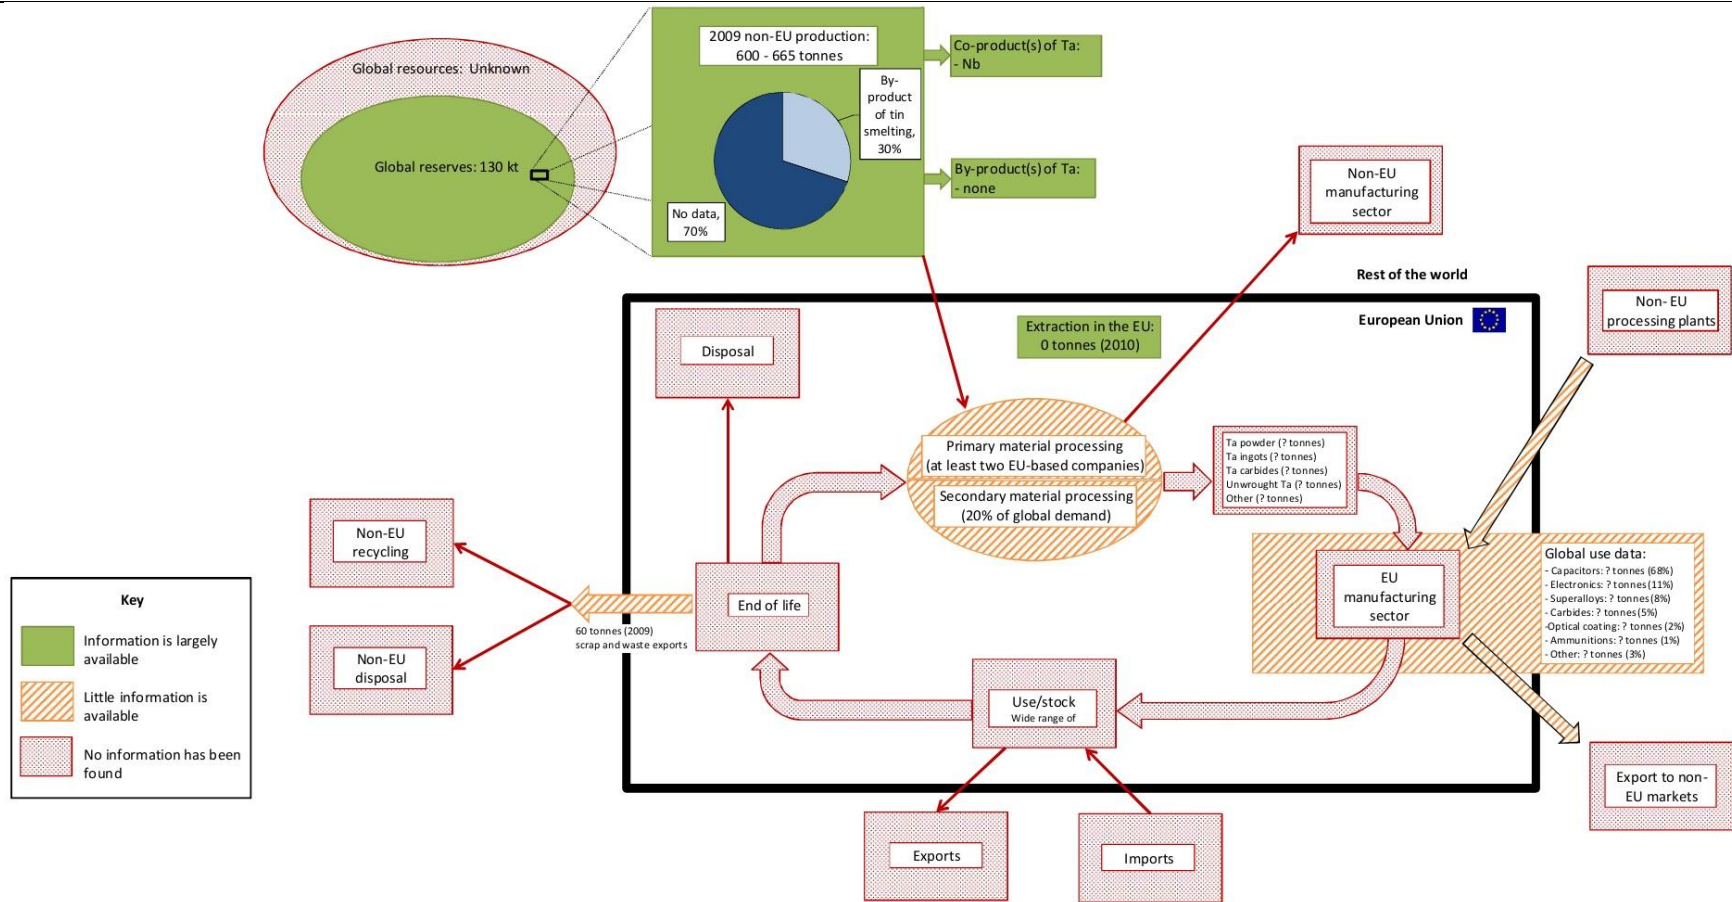 Global resources: Unknown
Global reserves: 130 kt
2009 non-EU production:
600 - 665 tonnes
By-
product
of tin
smelting,
30%
No data,
70%
Co-product(s) of Ta:
- Nb
By-product(s) of Ta:
- none
Non-EU
manufacturing
sector
Rest of the world
European Union
Non- EU
processing plants
Extraction in the EU:
0 tonnes (2010)
Disposal
Primary material processing
(at least two EU-based companies)
Secondary material processing
(20% of global demand)
Ta powder (? tonnes)
Ta ingots (? tonnes)
Ta carbides (? tonnes)
Unwrought Ta (? tonnes)
Other (? tonnes)
EU
manufacturing
sector
Global use data:
- Capacitors: ? tonnes (68%)
- Electronics: ? tonnes (11%)
- Superalloys: ? tonnes (8%)
- Carbides: ? tonnes (5%)
-Optical coating: ? tonnes (2%)
- Ammunitions: ? tonnes (1%)
- Other: ? tonnes (3%)
Non-EU
recycling
Non-EU
disposal
End of life
60 tonnes (2009)
scrap and waste exports
Use/stock
Wide range of
Exports
Imports
Export to non-
EU markets
Key
Information is largely
available
Little information is
available
No information has been
found